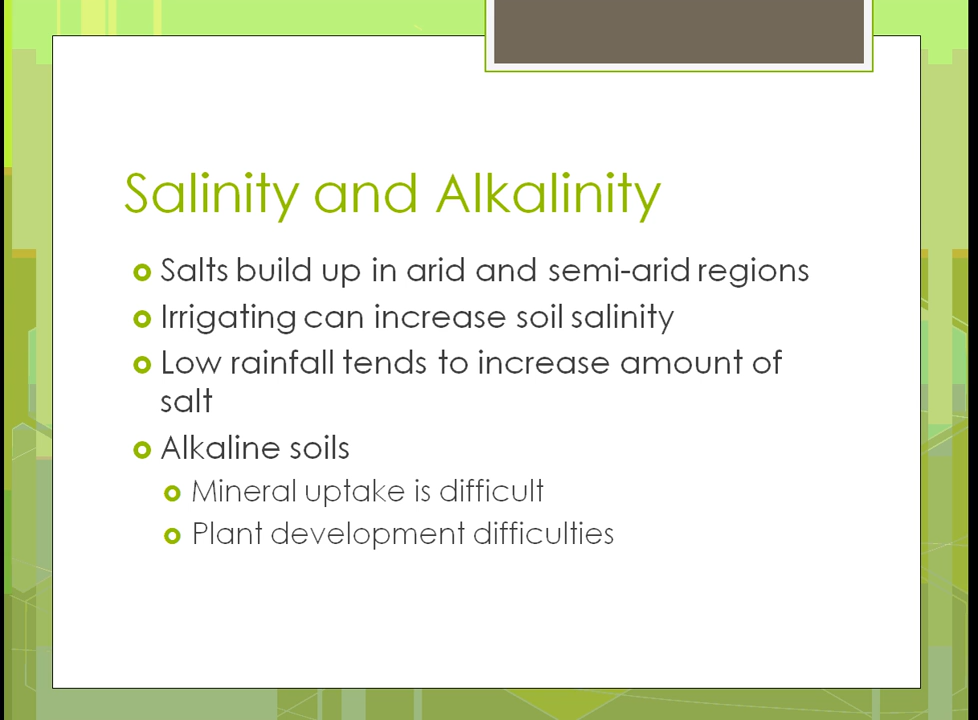 Salinity and Alkalinity
Salts build up in arid and semi-arid regions
Irrigating can increase soil salinity
Low rainfall tends to increase amount of
salt
Alkaline soils
Mineral uptake is difficult
Plant development difficulties